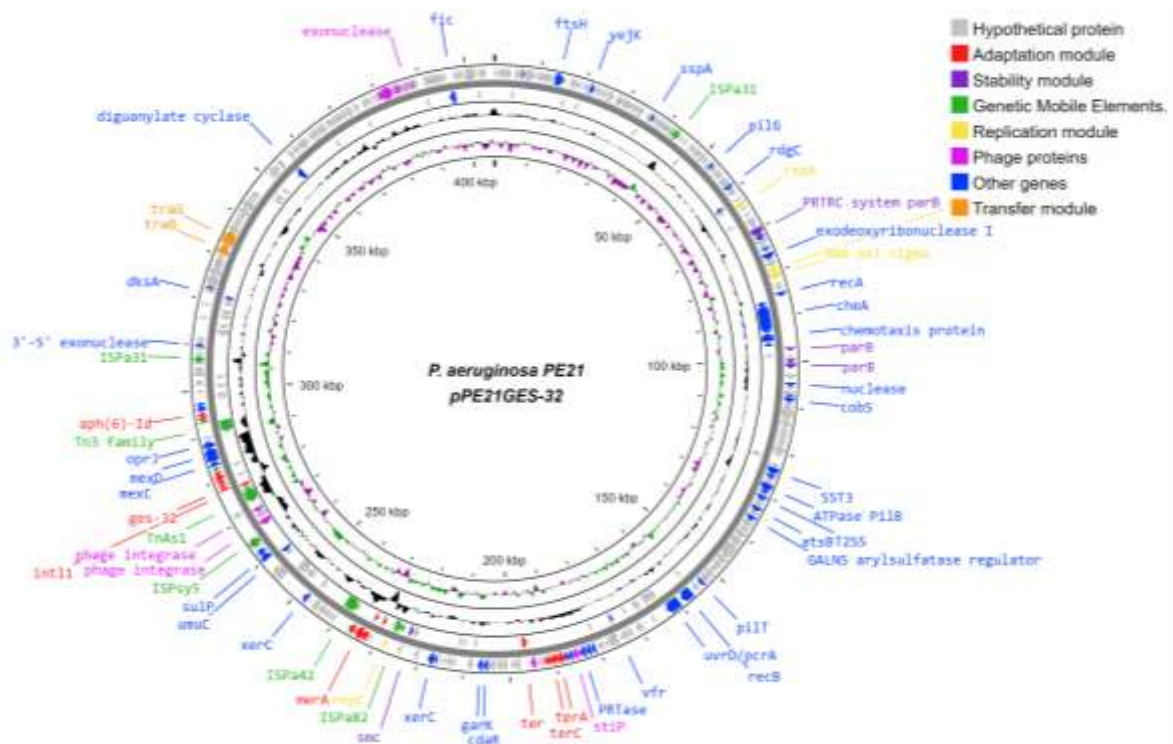 exonuclease
fic
ftsH
yejK
sspA
ISPa31
pilG
rdgC
PRTRC system parB
exodeoxyribonuclease I
recA
chemotaxis protein
parB
parB
nuclease
cobS
SST3
ATPase PilB
GALNS arylsulfatase regulator
pilT
uvrD/pcrA
recB
vfr
PRTase
stiP
terA
terC
ter
garK
cdaR
xerC
smc
ISPa82
merA
ISPa42
xerC
umuC
sulP
ISPsy5
phage integrase
phage integrase
intI1
TnAs1
ges-32
mexC
mexD
oprJ
Tn3 family
aph(6)-Id
ISPa31
3'-5' exonuclease
dksA
diguanylate cyclase
400 kbp
50 kbp
100 kbp
150 kbp
200 kbp
250 kbp
300 kbp
350 kbp
P. aeruginosa PE21
pPE21GES-32
Hypothetical protein
Adaptation module
Stability module
Genetic Mobile Elements.
Replication module
Phage proteins
Other genes
Transfer module